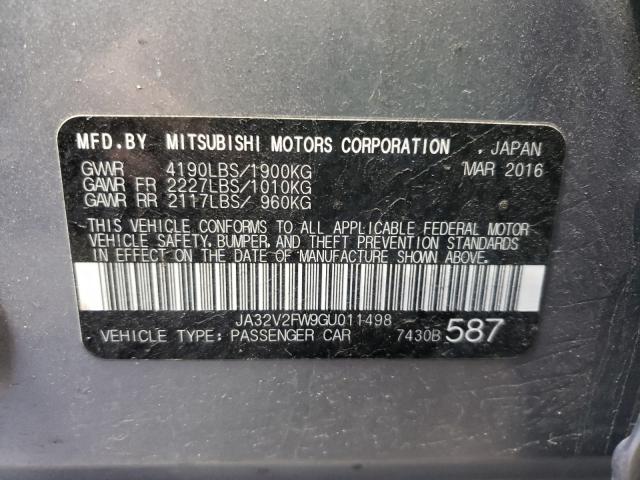 MFD.BY MITSUBISHI MOTORS CORPORATION . JAPAN
GVWR 4190LBS/1900KG MAR 2016
GAWR FR 2227LBS/1010KG
GAWR RR 2117LBS/ 960KG
THIS VEHICLE CONFORMS TO ALL APPLICABLE FEDERAL MOTOR
VEHICLE SAFETY, BUMPER, AND THEFT PREVENTION STANDARDS
IN EFFECT ON THE DATE OF MANUFACTURE SHOWN ABOVE.
JA32V2FW9GU011498
VEHICLE TYPE: PASSENGER CAR 7430B 587